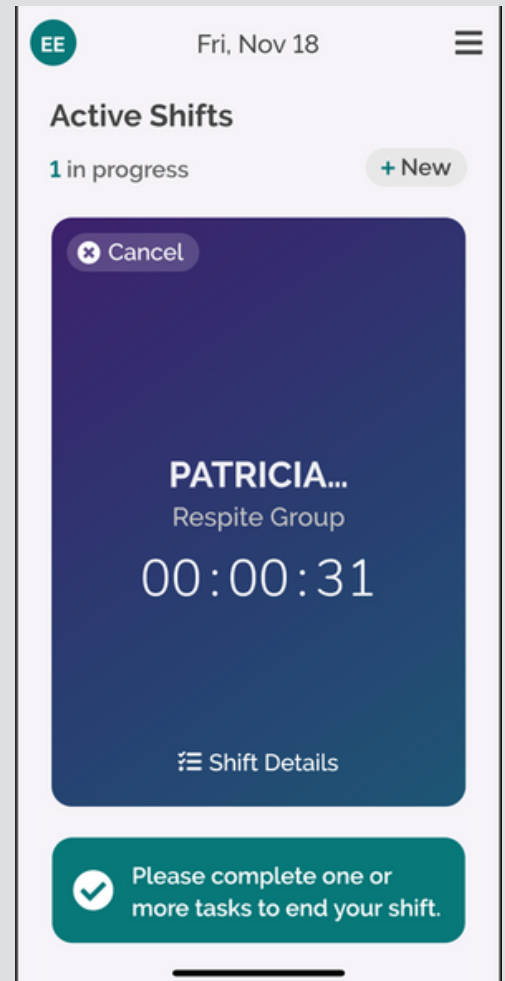 EE
Fri, Nov 18
Active Shifts
1 in progress
+ New
Cancel
PATRICIA...
Respite Group
00:00:31
Shift Details
Please complete one or
more tasks to end your shift.